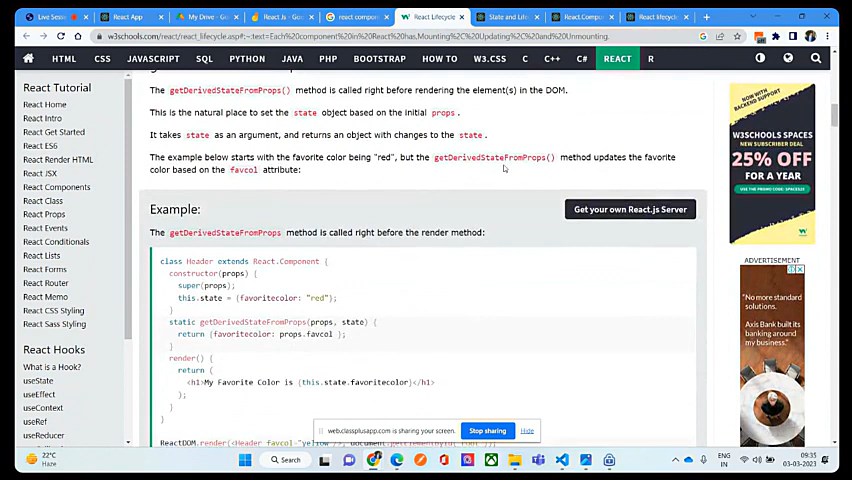 Live Sessi
React App
My Drive - Go
React.Js - Go
react compon
React Lifecycle
State and Life
React.Comp
React lifecycl
w3schools.com/react/react_lifecycle.asp#:~:text=Each%20component%20in%20React%20has,Mounting%2C%20Updating%2C%20and%20Unmounting.
HTML CSS JAVASCRIPT SQL PYTHON JAVA PHP BOOTSTRAP HOW TO W3.CSS C C++ C# REACT R
React Tutorial
React Home
React Intro
React Get Started
React ES6
React Render HTML
React JSX
React Components
React Class
React Props
React Events
React Conditionals
React Lists
React Forms
React Router
React Memo
React CSS Styling
React Sass Styling
React Hooks
What is a Hook?
useState
useEffect
useContext
useRef
useReducer
The getDerivedStateFromProps() method is called right before rendering the element(s) in the DOM.
This is the natural place to set the state object based on the initial props.
It takes state as an argument, and returns an object with changes to the state.
The example below starts with the favorite color being "red", but the getDerivedStateFromProps() method updates the favorite
color based on the favcol attribute:
Example:
Get your own React.js Server
The getDerivedStateFromProps method is called right before the render method:
class Header extends React.Component {
constructor(props) {
super(props);
this.state = {favoritecolor: "red"};
}
static getDerivedStateFromProps(props, state) {
return {favoritecolor: props.favcol };
}
render() {
return (
<h1>My Favorite Color is {this.state.favoritecolor}</h1>
);
}
}
web.classplusapp.com is sharing your screen.
Stop sharing
Hide
NOW WITH
BACKEND SUPPORT
W3SCHOOLS SPACES
NEW SUBSCRIBER DEAL
25% OFF
FOR A YEAR
USE THE PROMO CODE: SPACES25
ADVERTISEMENT
"No more standard
solutions.
Axis Bank built its
banking around
my business."
22°C
Haze
Search
ENG
IN
09:35
03-03-2023